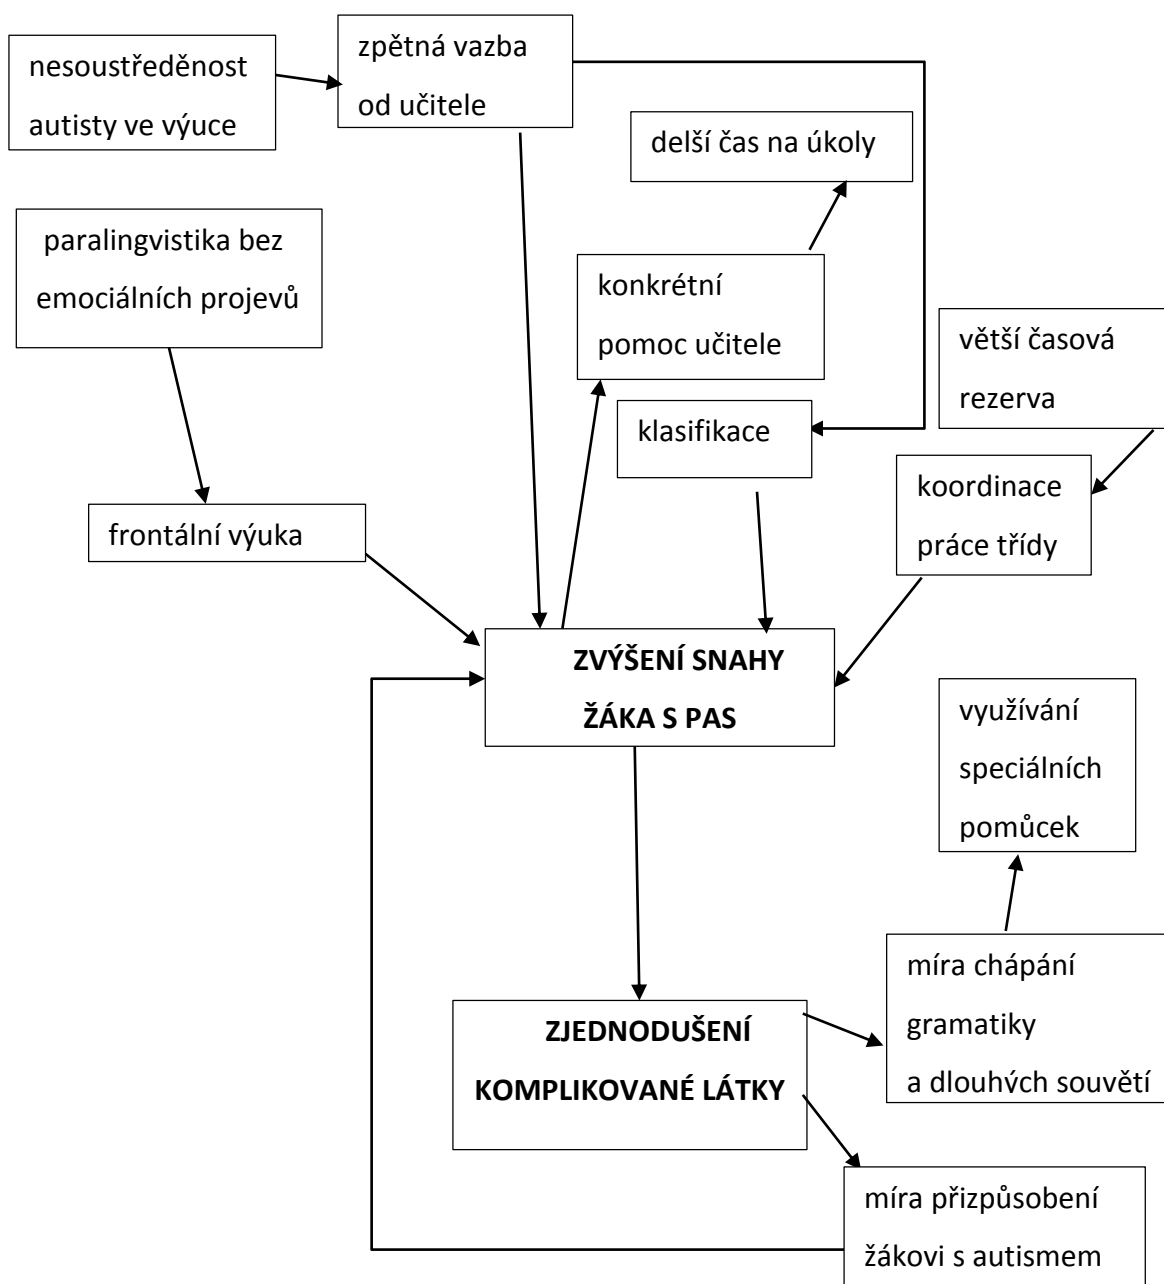 nesoustředěnost
autisty ve výuce
zpětná vazba
od učitele
delší čas na úkoly
paralingvistika bez
emociálních projevů
konkrétní
pomoc učitele
větší časová
rezerva
klasifikace
koordinace
práce třídy
frontální výuka
ZVÝŠENÍ SNAHY
ŽÁKA S PAS
využívání
speciálních
pomůcek
míra chápání
gramatiky
a dlouhých souvětí
ZJEDNODUŠENÍ
KOMPLIKOVANÉ LÁTKY
míra přizpůsobení
žákovi s autismem